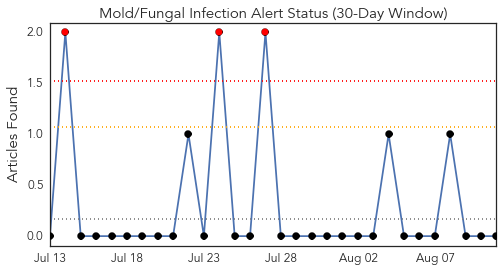 Mold/Fungal Infection Alert Status (30-Day Window)
Articles Found
2.0
1.5
1.0
0.5
0.0
Jul 13
Jul 18
Jul 23
Jul 28
Aug 02
Aug 07